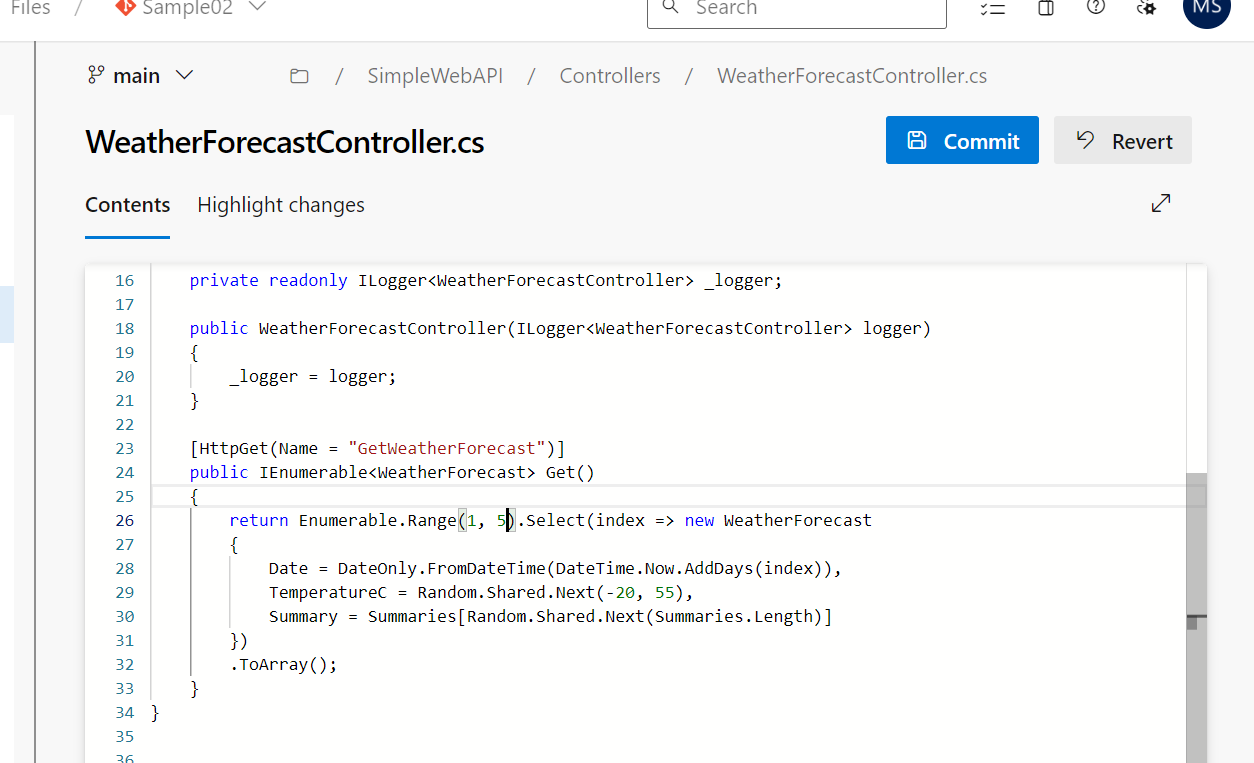 Files / Sample02
Search
MS
main
/ SimpleWebAPI / Controllers / WeatherForecastController.cs
WeatherForecastController.cs
Commit
Revert
Contents
Highlight changes
16 private readonly ILogger<WeatherForecastController> _logger;
17
18 public WeatherForecastController(ILogger<WeatherForecastController> logger)
19 {
20 _logger = logger;
21 }
22
23 [HttpGet(Name = "GetWeatherForecast")]
24 public IEnumerable<WeatherForecast> Get()
25 {
26 return Enumerable.Range(1, 5).Select(index => new WeatherForecast
27 {
28 Date = DateOnly.FromDateTime(DateTime.Now.AddDays(index)),
29 TemperatureC = Random.Shared.Next(-20, 55),
30 Summary = Summaries[Random.Shared.Next(Summaries.Length)]
31 })
32 .ToArray();
33 }
34 }
35
36